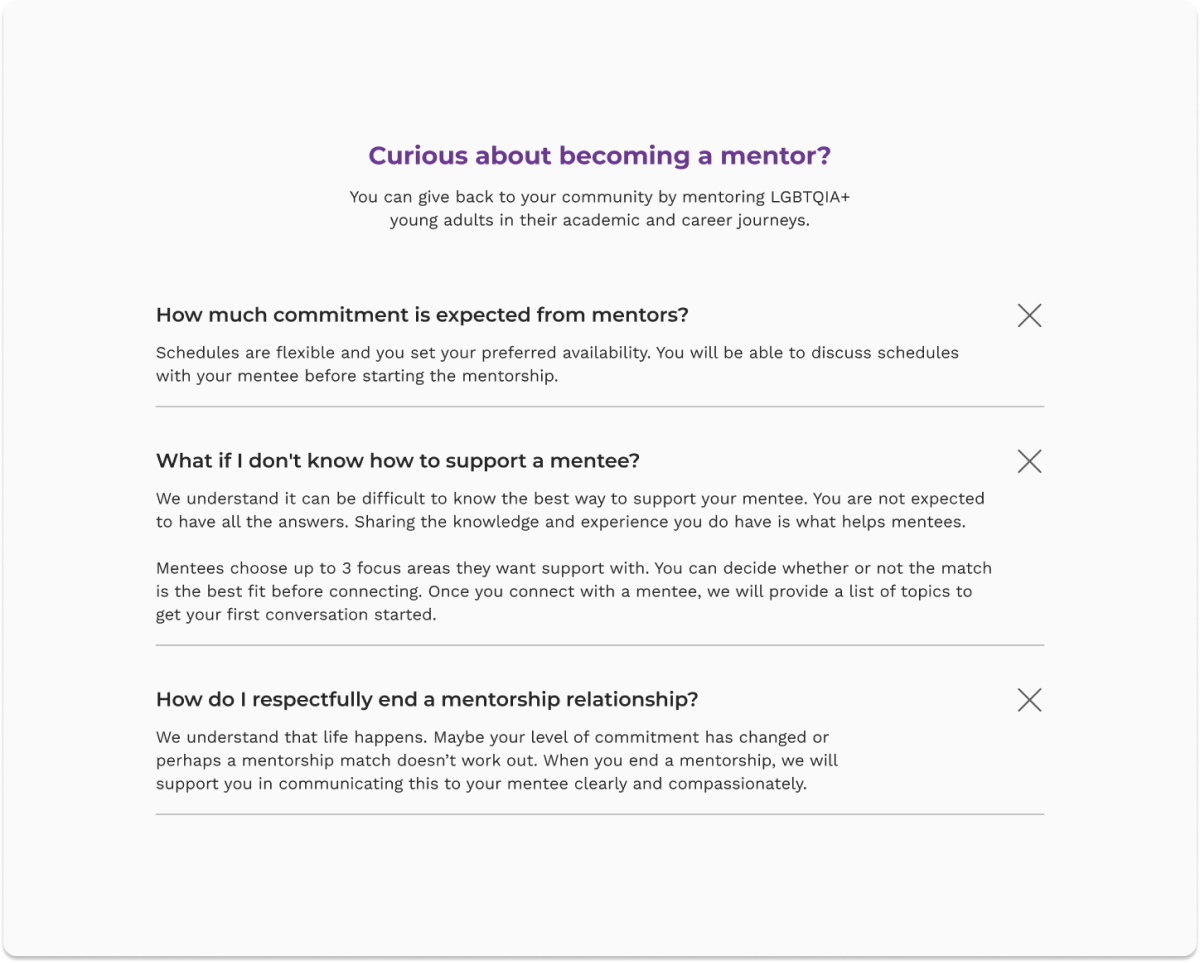 Curious about becoming a mentor?
You can give back to your community by mentoring LGBTQIA+
young adults in their academic and career journeys.
How much commitment is expected from mentors?
Schedules are flexible and you set your preferred availability. You will be able to discuss schedules
with your mentee before starting the mentorship.
What if I don't know how to support a mentee?
We understand it can be difficult to know the best way to support your mentee. You are not expected
to have all the answers. Sharing the knowledge and experience you do have is what helps mentees.
Mentees choose up to 3 focus areas they want support with. You can decide whether or not the match
is the best fit before connecting. Once you connect with a mentee, we will provide a list of topics to
get your first conversation started.
How do I respectfully end a mentorship relationship?
We understand that life happens. Maybe your level of commitment has changed or
perhaps a mentorship match doesn’t work out. When you end a mentorship, we will
support you in communicating this to your mentee clearly and compassionately.